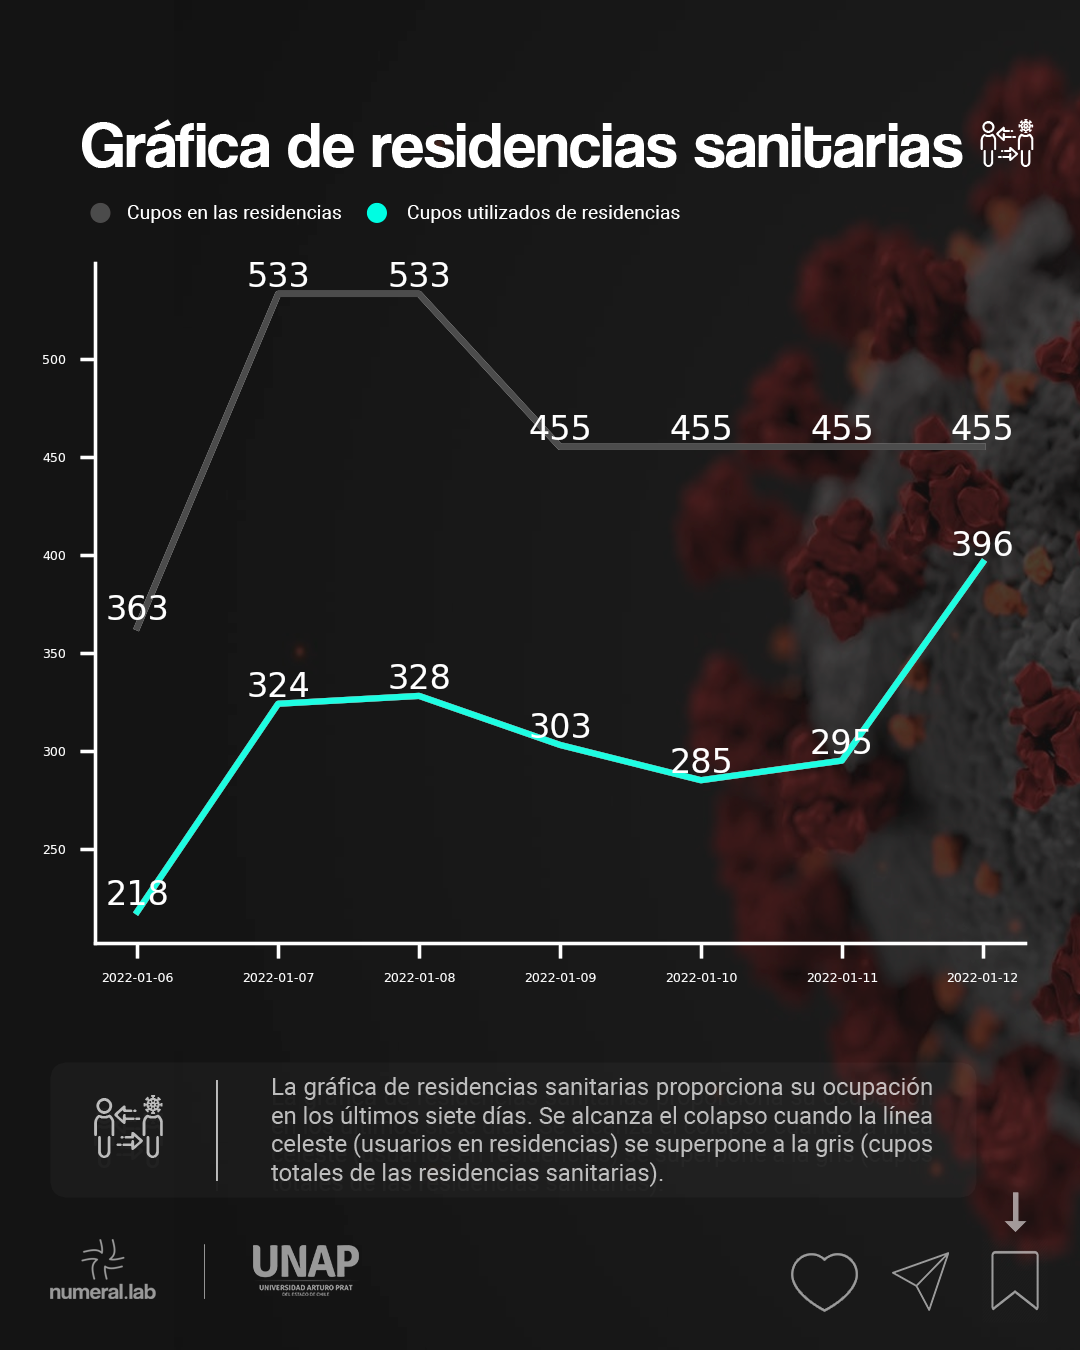 Gráfica de residencias sanitarias
Cupos en las residencias
Cupos utilizados de residencias
533
533
500
455
455
455
455
450
400
396
363
350
324
328
303
300
285
295
250
218
2022-01-06
2022-01-07
2022-01-08
2022-01-09
2022-01-10
2022-01-11
2022-01-12
La gráfica de residencias sanitarias proporciona su ocupación
en los últimos siete días. Se alcanza el colapso cuando la línea
celeste (usuarios en residencias) se superpone a la gris (cupos
totales de las residencias sanitarias).
numeral.lab
UNAP
UNIVERSIDAD ARTURO PRAT
DEL ESTADO DE CHILE